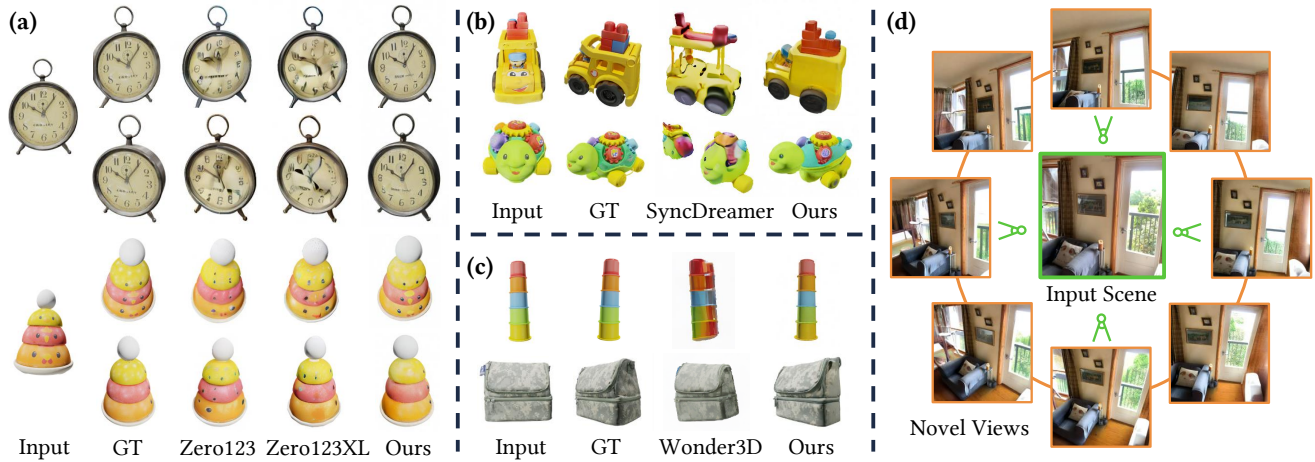 (a)
Input GT Zero123 Zero123XL Ours
(b)
Input GT SyncDreamer Ours
(c)
Input GT Wonder3D Ours
(d)
Input Scene
Novel Views